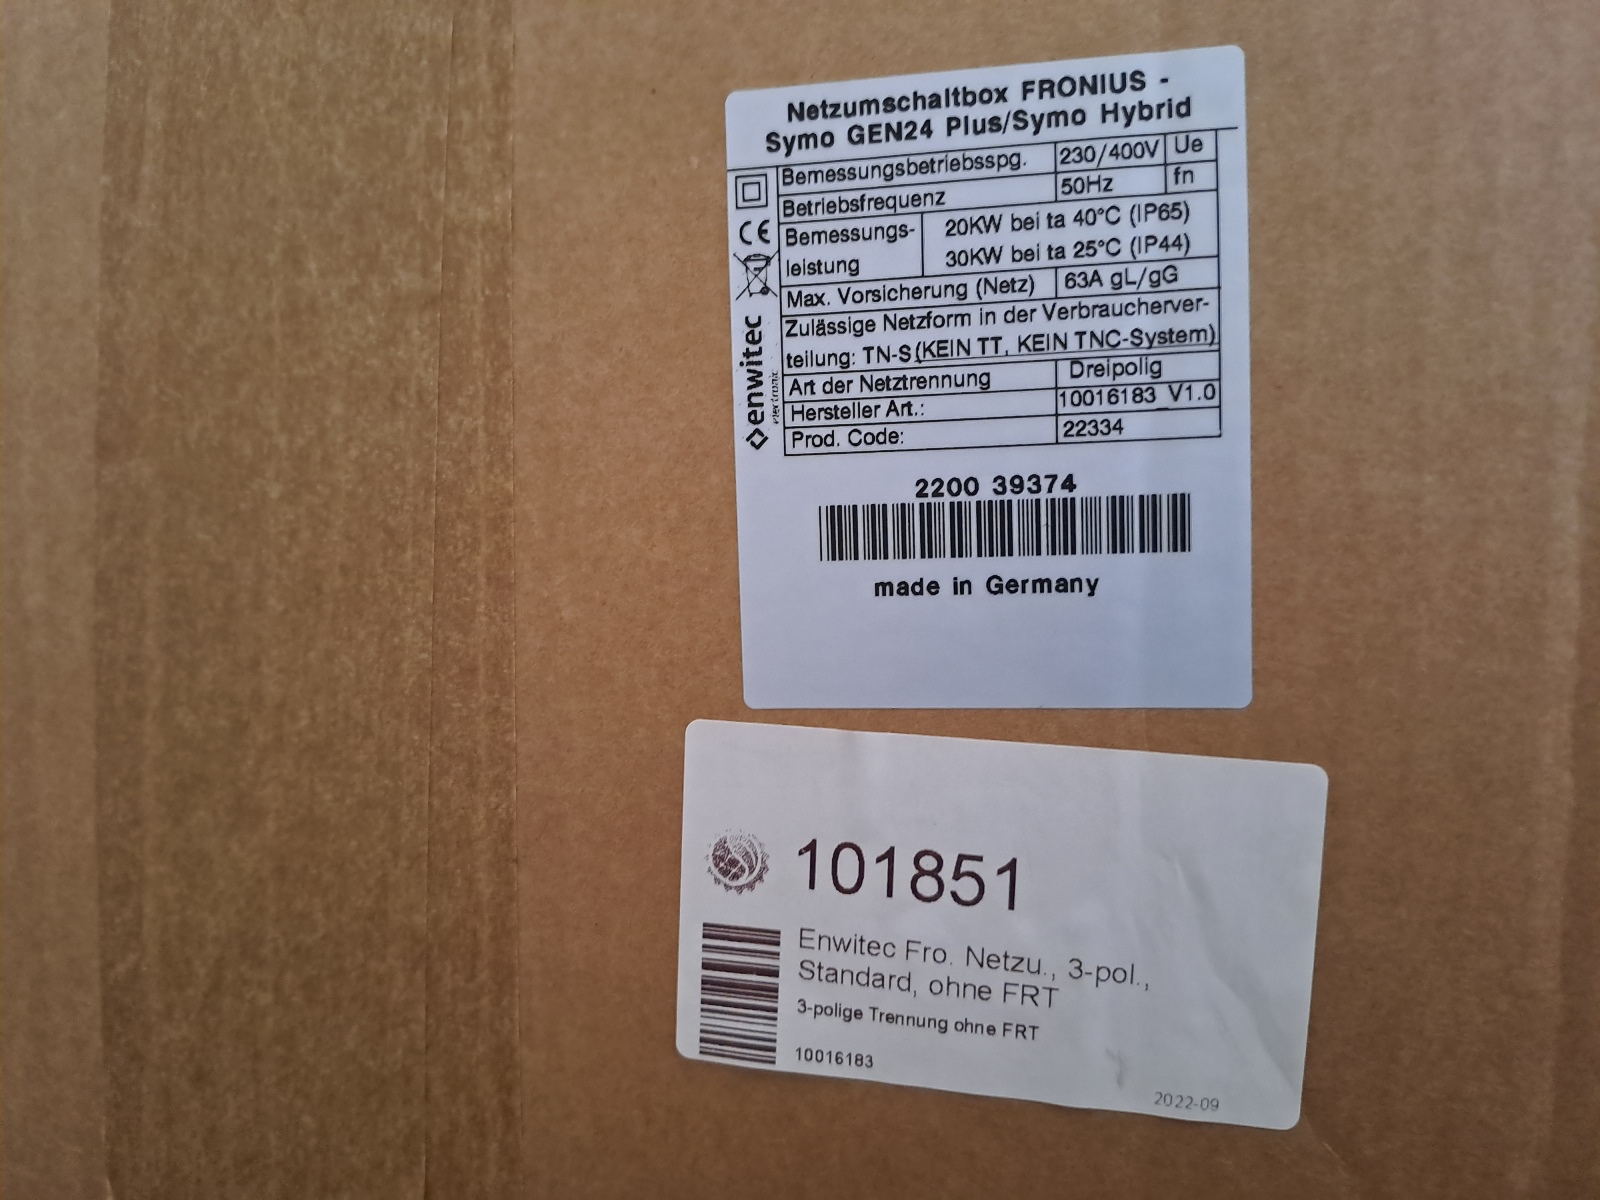 Netzumschaltbox FRONIUS -
Symo GEN24 Plus/Symo Hybrid
Bemessungsbetriebsspg. 230/400V Ue
Betriebsfrequenz 50Hz fn
Bemessungs- 20KW bei ta 40°C (IP65)
leistung 30KW bei ta 25°C (IP44)
Max. Vorsicherung (Netz) 63A gL/gG
Zulässige Netzform in der Verbraucherver-
teilung: TN-S(KEIN TT, KEIN TNC-System)
Art der Netztrennung Dreipolig
Hersteller Art.: 10016183_V1.0
Prod. Code: 22334
CE
enwitec
electronic
2200 39374
made in Germany
101851
Enwitec Fro. Netzu., 3-pol.,
Standard, ohne FRT
3-polige Trennung ohne FRT
10016183
2022-09